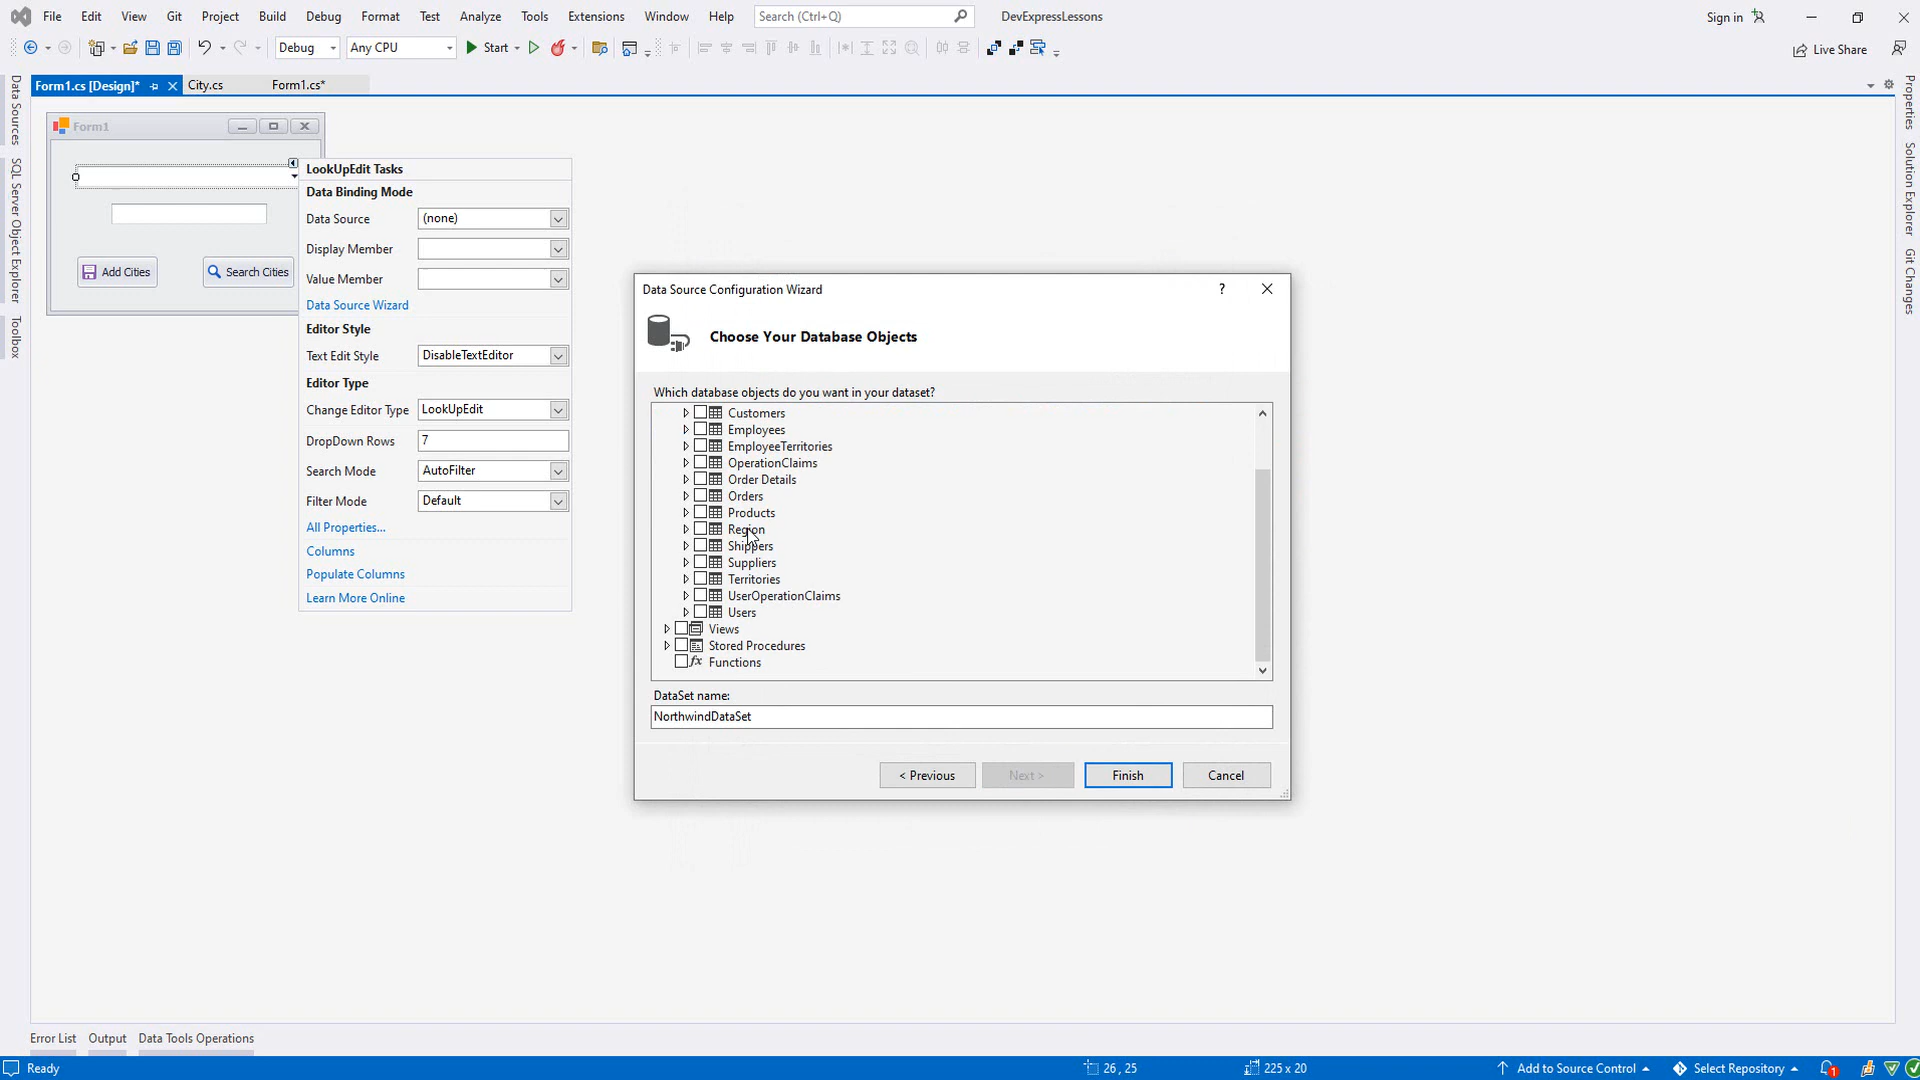 File Edit View Git Project Build Debug Format Test Analyze Tools Extensions Window Help Search (Ctrl+Q) DevExpressLessons Sign in
Debug Any CPU Start Live Share
Form1.cs [Design]* City.cs Form1.cs*
Data Sources
SQL Server Object Explorer
Toolbox
Properties
Solution Explorer
Git Changes
Form1
Add Cities Search Cities
LookUpEdit Tasks
Data Binding Mode
Data Source (none)
Display Member
Value Member
Data Source Wizard
Editor Style
Text Edit Style DisableTextEditor
Editor Type
Change Editor Type LookUpEdit
DropDown Rows 7
Search Mode AutoFilter
Filter Mode Default
All Properties...
Columns
Populate Columns
Learn More Online
Data Source Configuration Wizard ?
Choose Your Database Objects
Which database objects do you want in your dataset?
Customers
Employees
EmployeeTerritories
OperationClaims
Order Details
Orders
Products
Region
Shippers
Suppliers
Territories
UserOperationClaims
Users
Views
Stored Procedures
fx Functions
DataSet name:
NorthwindDataSet
< Previous Next > Finish Cancel
Error List Output Data Tools Operations
Ready 26 , 25 225 x 20 Add to Source Control Select Repository 1